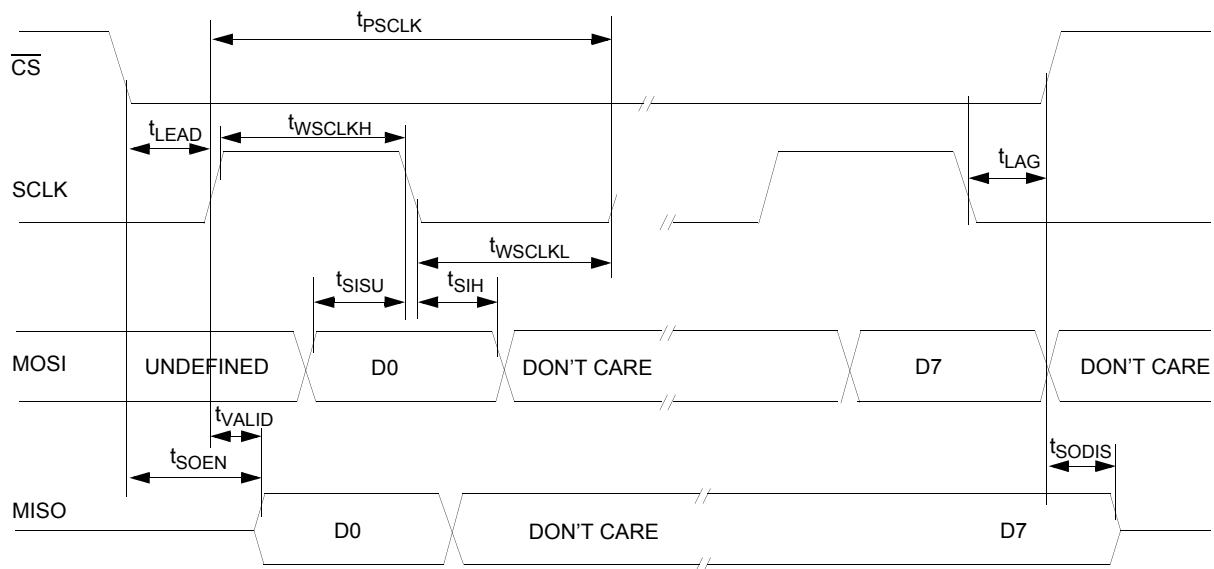 tPSCLK
CS
tLEAD
tWSCLKH
tLAG
SCLK
tWSCLKL
tSISU
tSIH
MOSI
UNDEFINED
D0
DON'T CARE
D7
DON'T CARE
tVALID
tSOEN
tSODIS
MISO
D0
DON'T CARE
D7